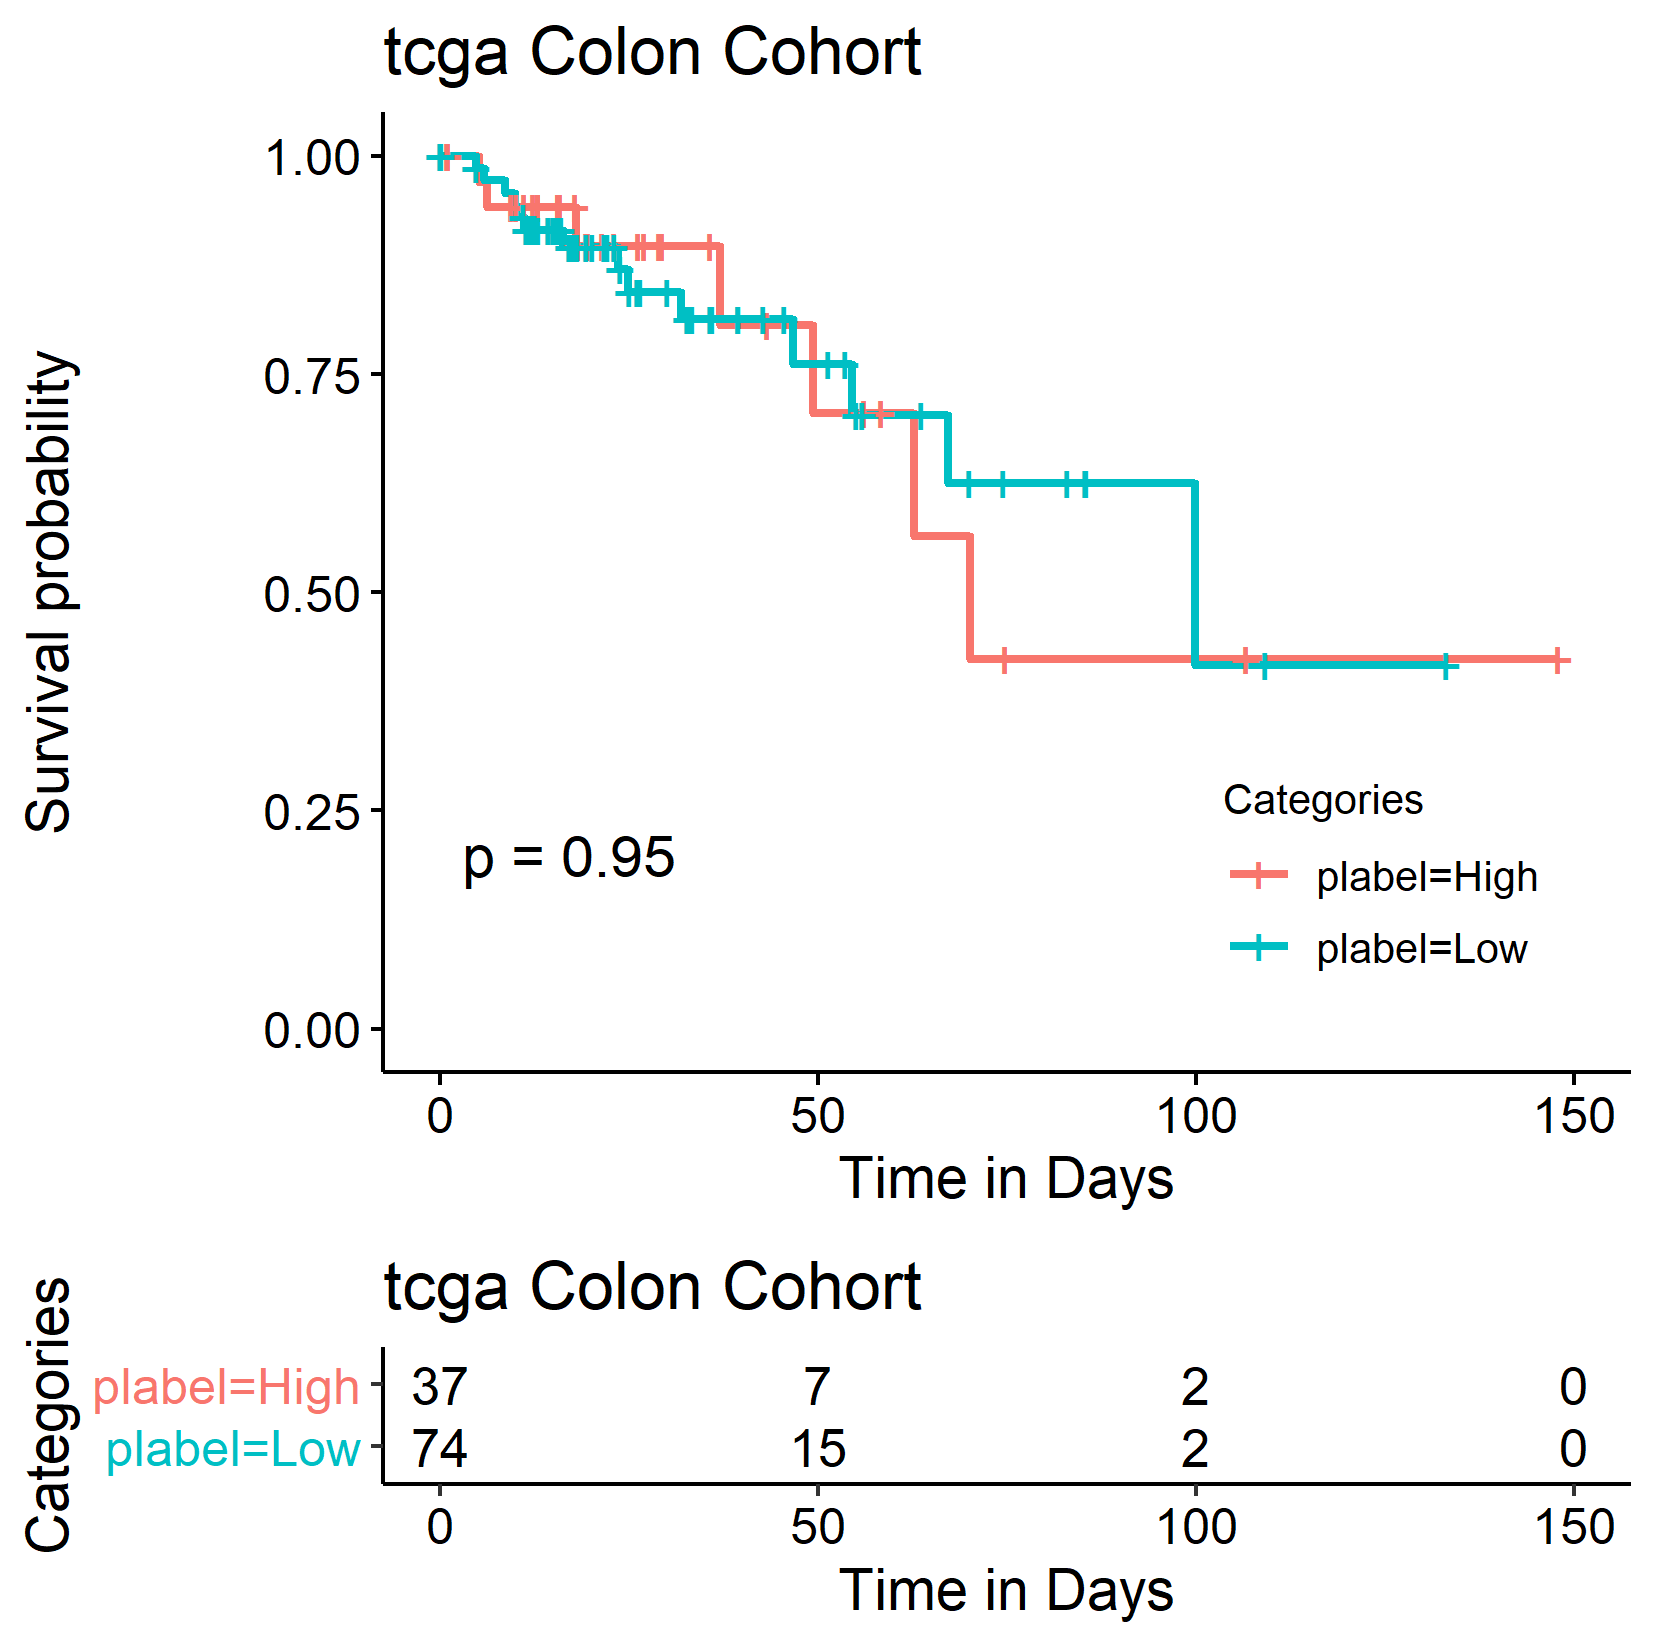 tcga Colon Cohort
Survival probability
1.00
0.75
0.50
0.25
0.00
p = 0.95
Categories
plabel=High
plabel=Low
0 50 100 150
Time in Days
tcga Colon Cohort
Categories
plabel=High 37 7 2 0
plabel=Low 74 15 2 0
0 50 100 150
Time in Days